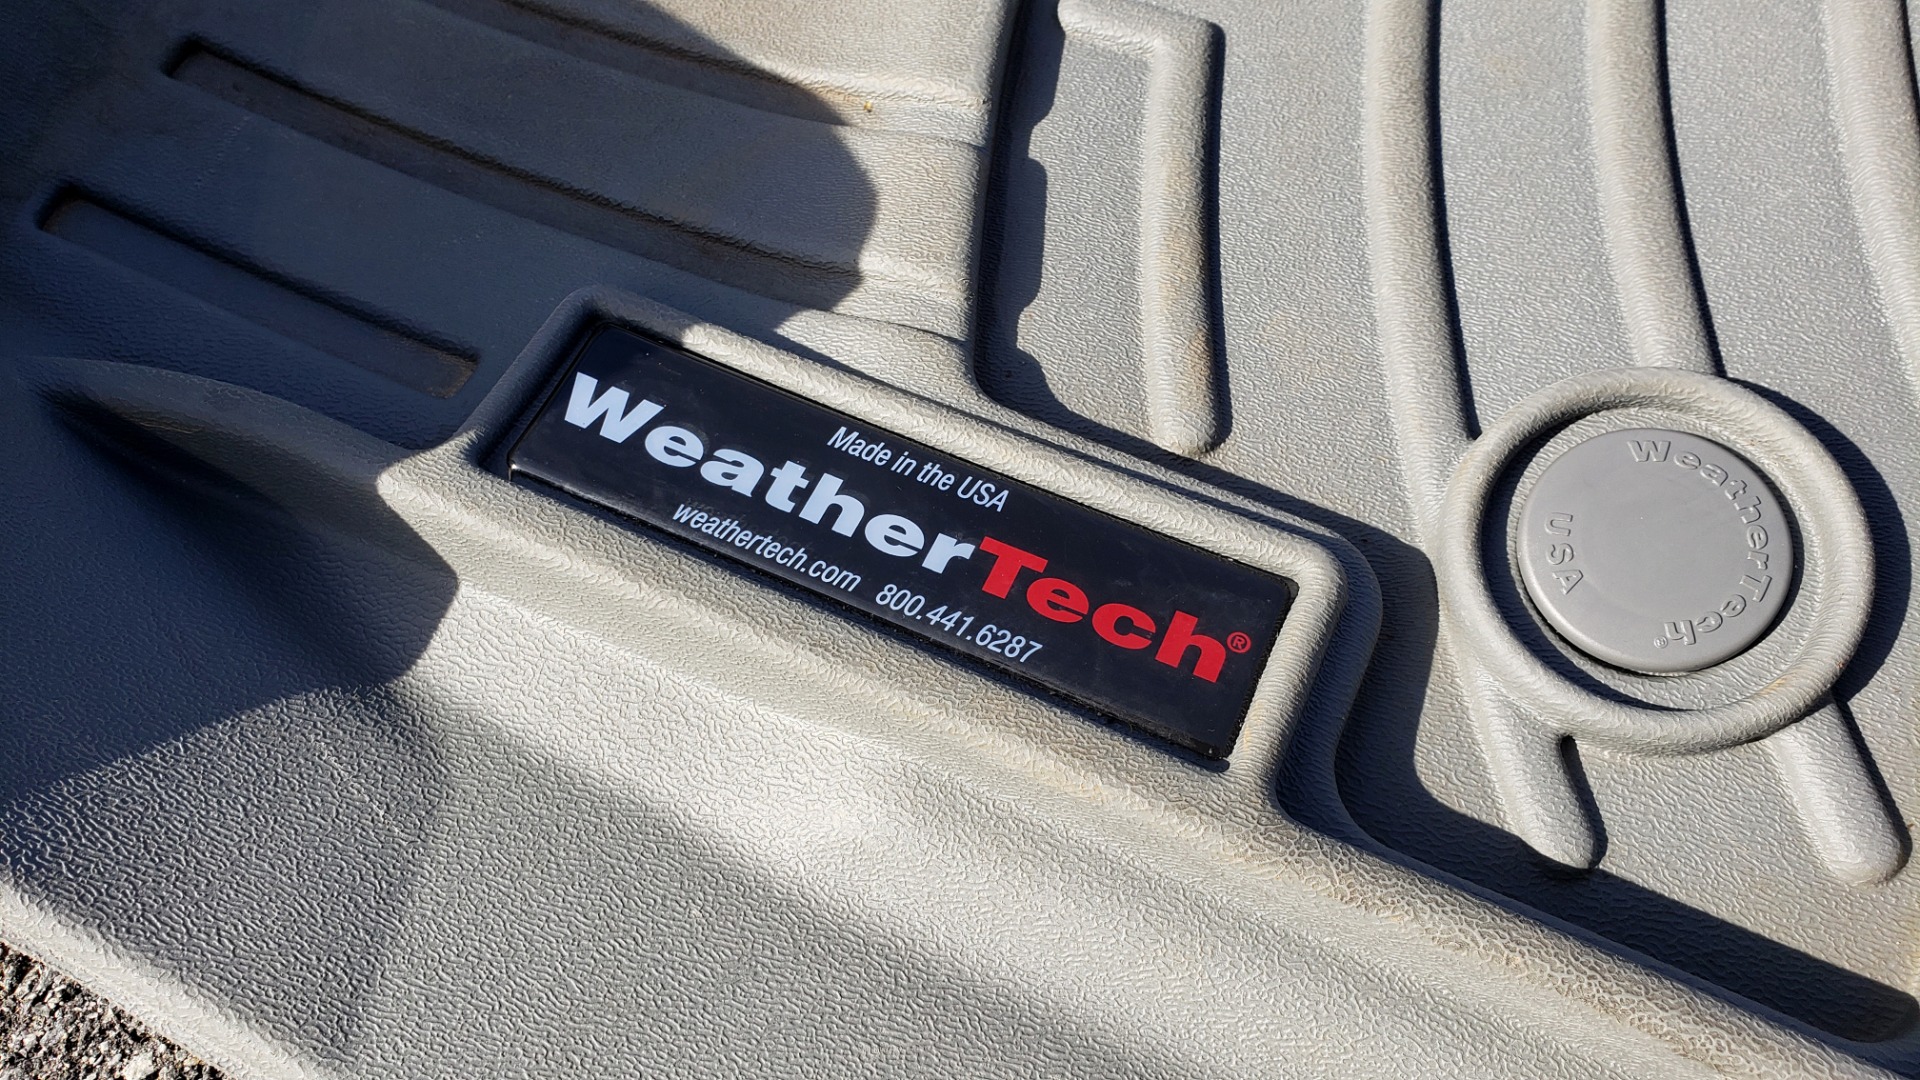 Made in the USA
WeatherTech®
weathertech.com 800.441.6287
WeatherTech®
USA